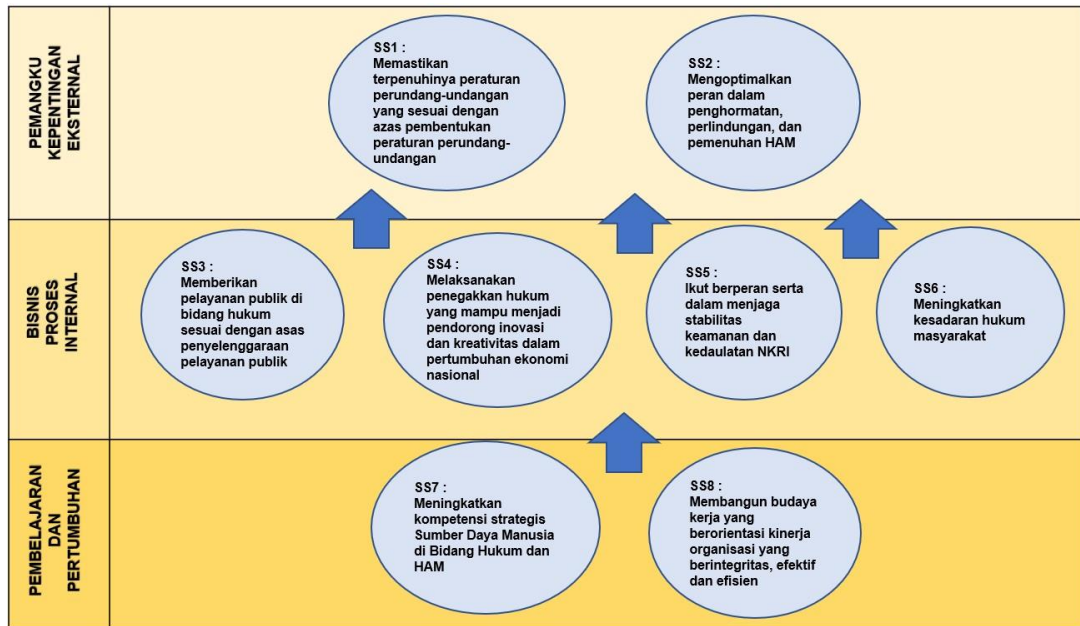 PEMANGKU
KEPENTINGAN
EKSTERNAL
SS1 :
Memastikan
terpenuhinya peraturan
perundang-undangan
yang sesuai dengan
azas pembentukan
peraturan perundang-
undangan
SS2 :
Mengoptimalkan
peran dalam
penghormatan,
perlindungan, dan
pemenuhan HAM
BISNIS
PROSES
INTERNAL
SS3 :
Memberikan
pelayanan publik di
bidang hukum
sesuai dengan asas
penyelenggaraan
pelayanan publik
SS4 :
Melaksanakan
penegakkan hukum
yang mampu menjadi
pendorong inovasi
dan kreativitas dalam
pertumbuhan ekonomi
nasional
SS5 :
Ikut berperan serta
dalam menjaga
stabilitas
keamanan dan
kedaulatan NKRI
SS6 :
Meningkatkan
kesadaran hukum
masyarakat
PEMBELAJARAN
DAN
PERTUMBUHAN
SS7 :
Meningkatkan
kompetensi strategis
Sumber Daya Manusia
di Bidang Hukum dan
HAM
SS8 :
Membangun budaya
kerja yang
berorientasi kinerja
organisasi yang
berintegritas, efektif
dan efisien